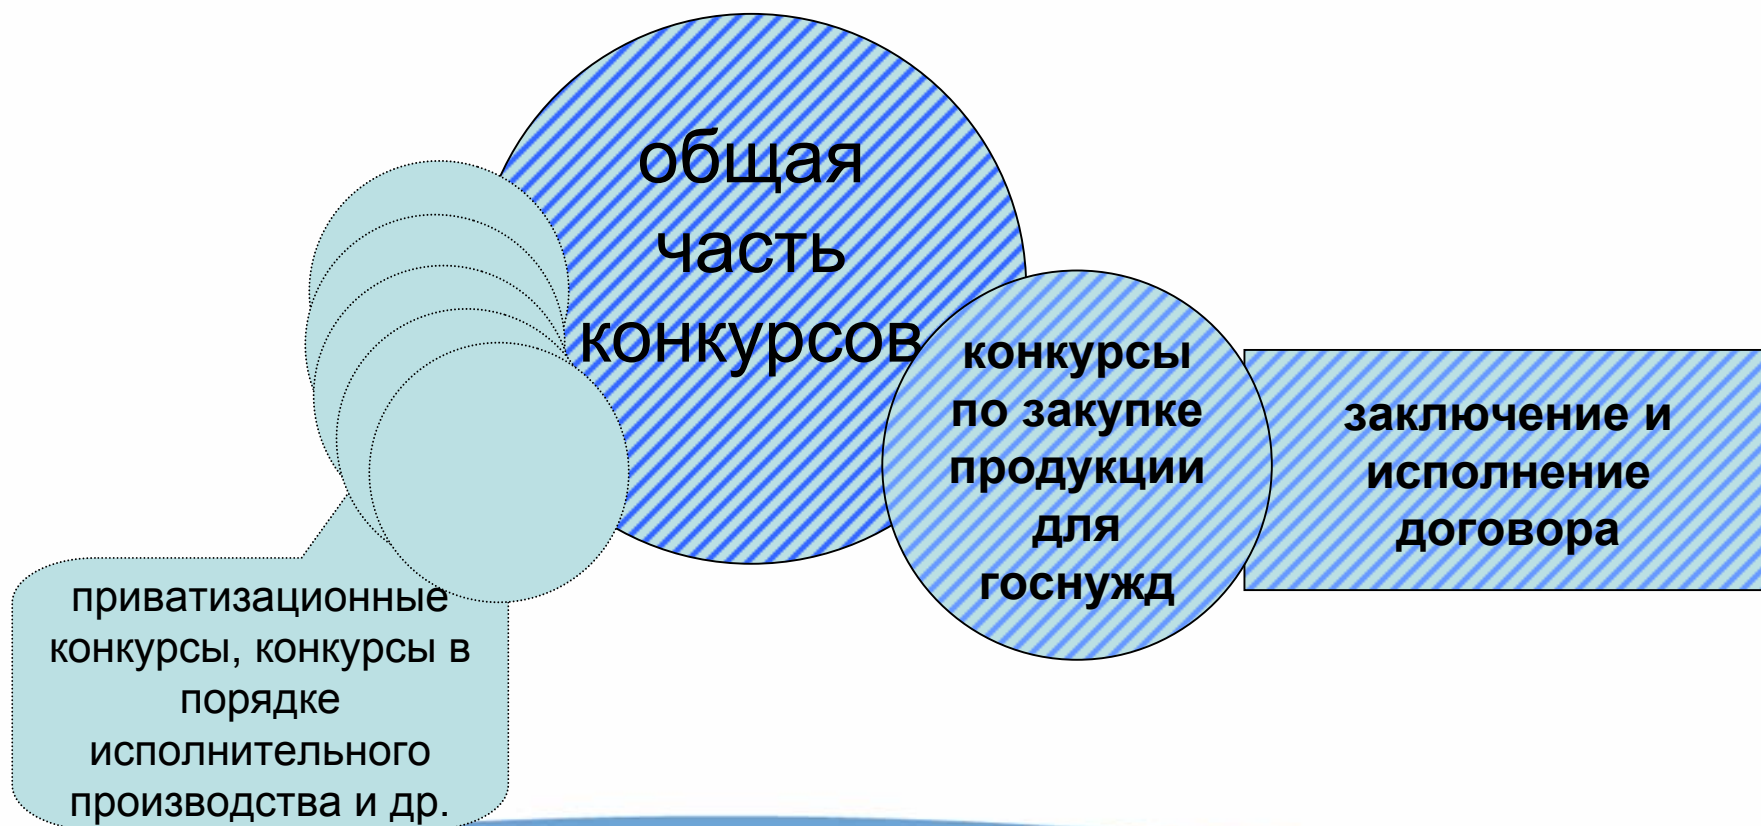 общая
часть
конкурсов
конкурсы
по закупке
продукции
для
госнужд
заключение и
исполнение
договора
приватизационные
конкурсы, конкурсы в
порядке
исполнительного
производства и др.